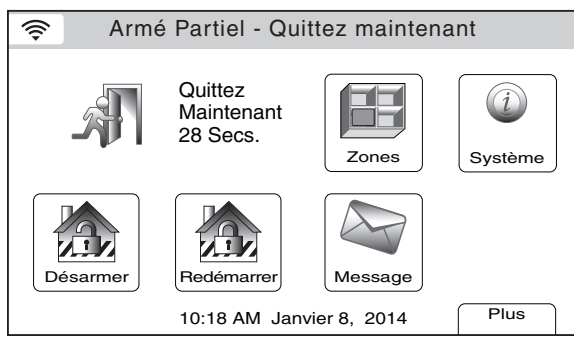 Armé Partiel - Quittez maintenant
Quittez
Maintenant
28 Secs.
Zones
Système
Désarmer
Redémarrer
Message
10:18 AM Janvier 8, 2014
Plus